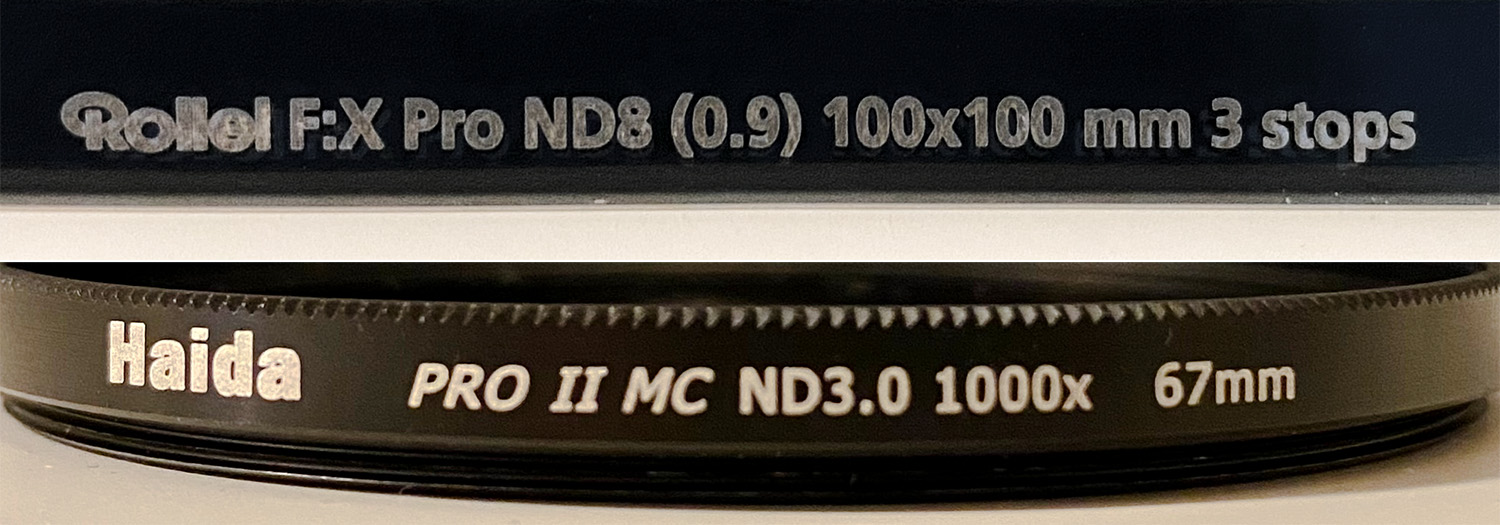 Rollei F:X Pro ND8 (0.9) 100x100 mm 3 stops
Haida PRO II MC ND3.0 1000x 67mm